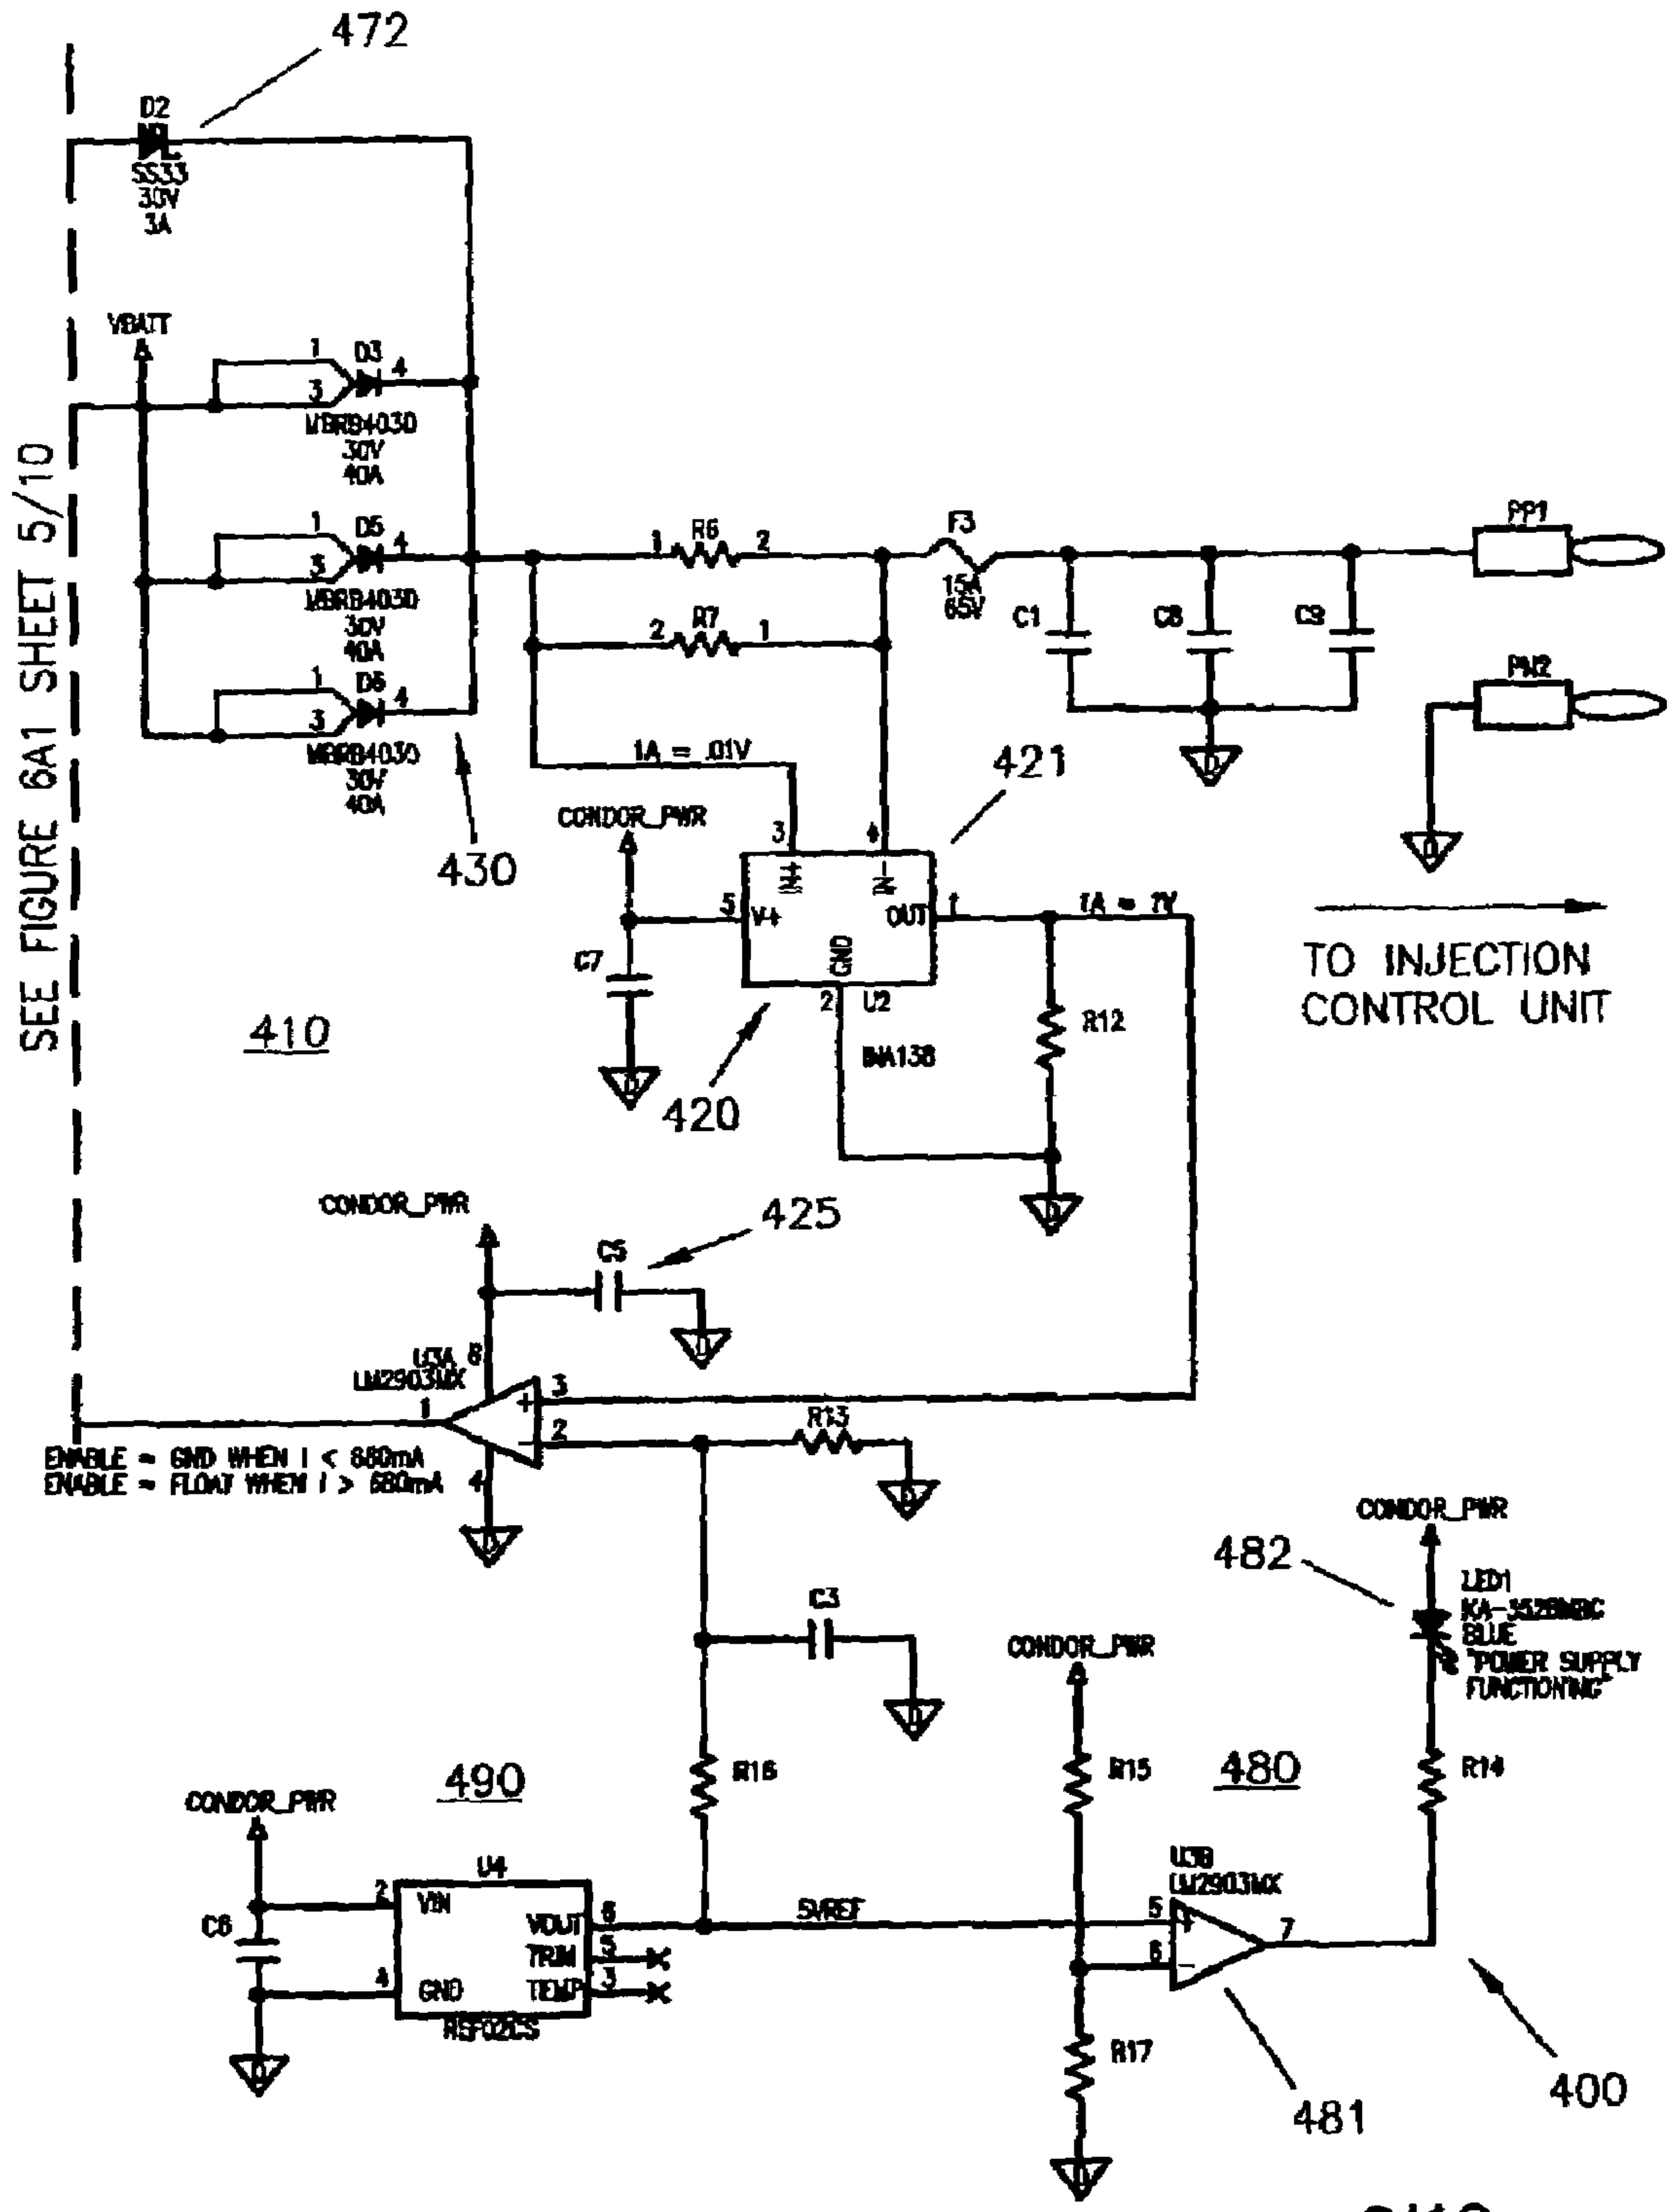 472
D2
SS33
30V
3A
VBATT
1
D3
4
3
MBRB4030
30V
40A
SEE FIGURE 6A1 SHEET 5/10
1
D5
4
3
MBRB4030
30V
40A
1
D6
4
3
MBRB4030
30V
40A
430
1
R6
2
2
R7
1
F3
15A
65V
C1
C8
C9
PP1
PN2
1A = .01V
421
CONDOR_PWR
3
4
IN+
IN-
5
V+
OUT
1
1A = 1V
GND
C7
2
U2
INA138
R12
TO INJECTION
CONTROL UNIT
410
420
CONDOR_PWR
425
C5
U3A
8
LM2903MX
1
+
3
-
2
R13
ENABLE = GND WHEN I < 680mA
ENABLE = FLOAT WHEN I > 680mA
4
C3
CONDOR_PWR
482
LED1
BLUE
"POWER SUPPLY
FUNCTIONING"
CONDOR_PWR
R16
R15
480
R14
490
CONDOR_PWR
U4
2
VIN
VOUT
6
5VREF
TRIM
5
TEMP
3
C6
4
GND
REF02CS
U3B
LM2903MX
5
+
6
-
7
R17
481
400